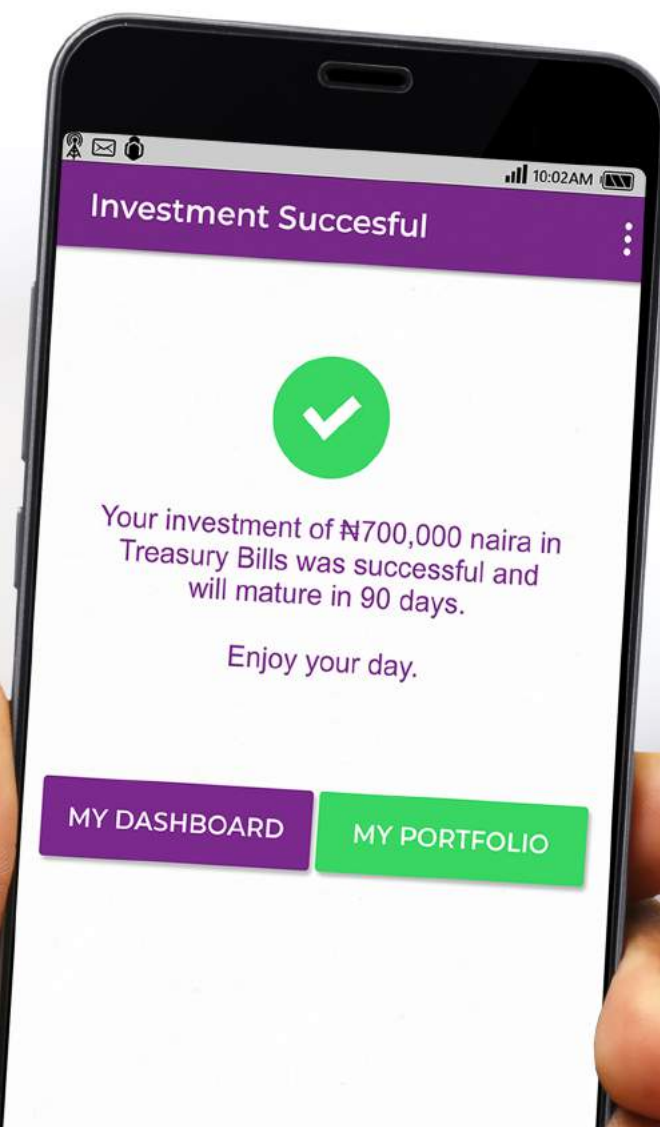 10:02AM
Investment Succesful
Your investment of ₦700,000 naira in
Treasury Bills was successful and
will mature in 90 days.
Enjoy your day.
MY DASHBOARD
MY PORTFOLIO